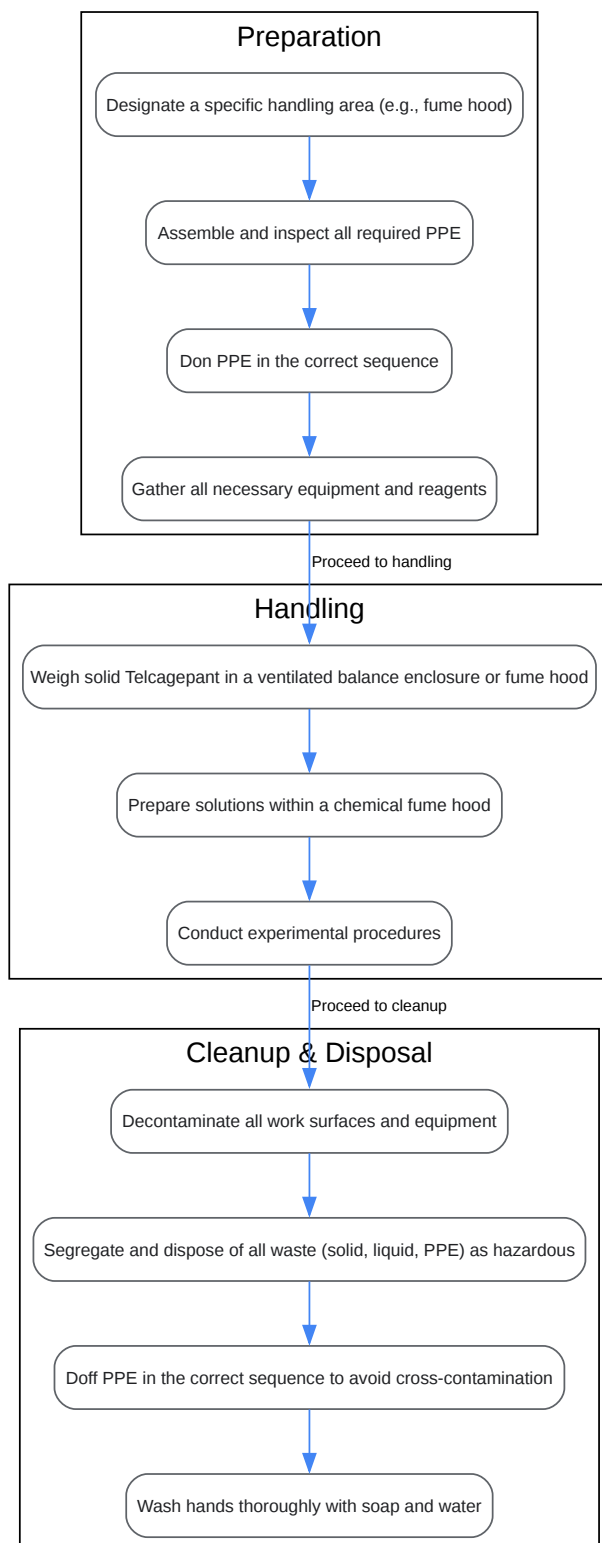 Preparation
Designate a specific handling area (e.g., fume hood)
Assemble and inspect all required PPE
Don PPE in the correct sequence
Gather all necessary equipment and reagents
Proceed to handling
Handling
Weigh solid Telcagepant in a ventilated balance enclosure or fume hood
Prepare solutions within a chemical fume hood
Conduct experimental procedures
Proceed to cleanup
Cleanup & Disposal
Decontaminate all work surfaces and equipment
Segregate and dispose of all waste (solid, liquid, PPE) as hazardous
Doff PPE in the correct sequence to avoid cross-contamination
Wash hands thoroughly with soap and water